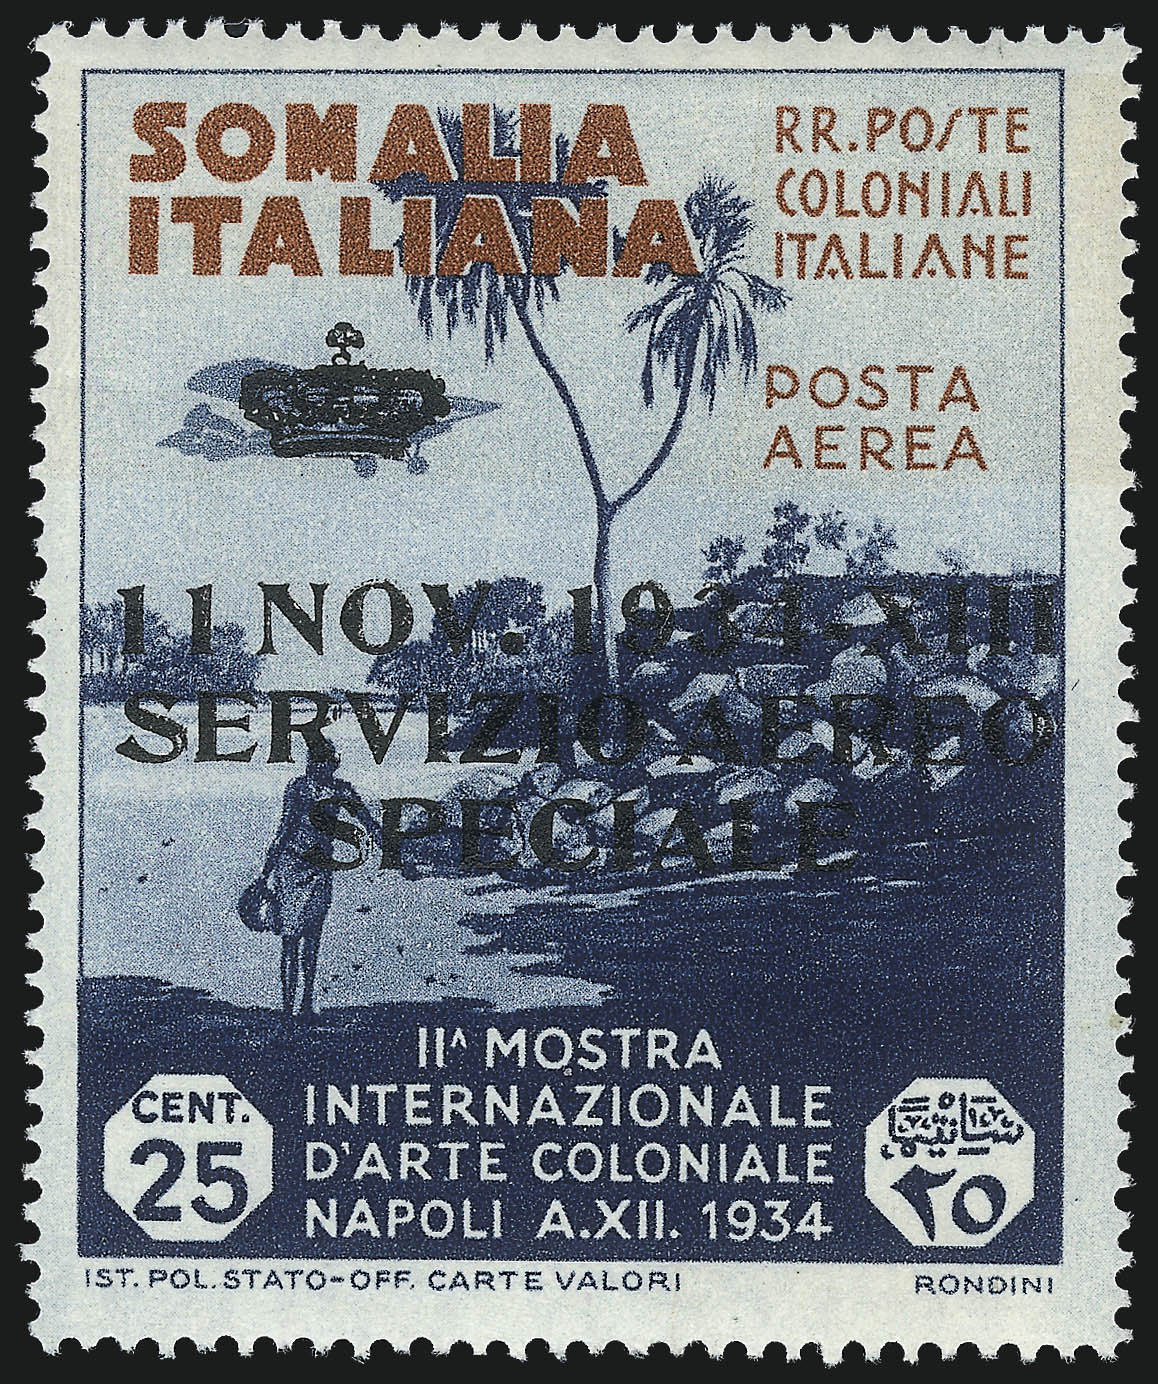 SOMALIA
ITALIANA
RR. POSTE
COLONIALI
ITALIANE
POSTA
AEREA
11 NOV. 1934-XIII
SERVIZIO AEREO
SPECIALE
IIA MOSTRA
INTERNAZIONALE
D'ARTE COLONIALE
NAPOLI A.XII. 1934
CENT.
25
٢٥
IST. POL. STATO-OFF. CARTE VALORI
RONDINI